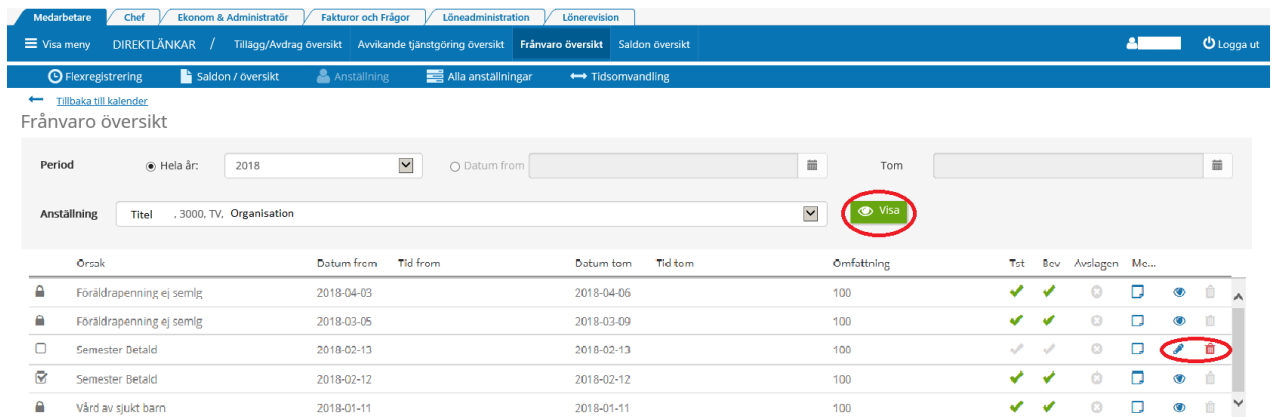 Medarbetare Chef Ekonom & Administratör Fakturor och Frågor Löneadministration Lönerevision
Visa meny DIREKTLÄNKAR / Tillägg/Avdrag översikt Avvikande tjänstgöring översikt Frånvaro översikt Saldon översikt Logga ut
Flexregistrering Saldon / översikt Anställning Alla anställningar Tidsomvandling
Tillbaka till kalender
Frånvaro översikt
Period Hela år: 2018 Datum from Tom
Anställning Titel , 3000, TV, Organisation Visa
Orsak Datum from Tid from Datum tom Tid tom Omfattning Tst Bev Avslagen Me...
Föräldrapenning ej semlg 2018-04-03 2018-04-06 100
Föräldrapenning ej semlg 2018-03-05 2018-03-09 100
Semester Betald 2018-02-13 2018-02-13 100
Semester Betald 2018-02-12 2018-02-12 100
Vård av sjukt barn 2018-01-11 2018-01-11 100